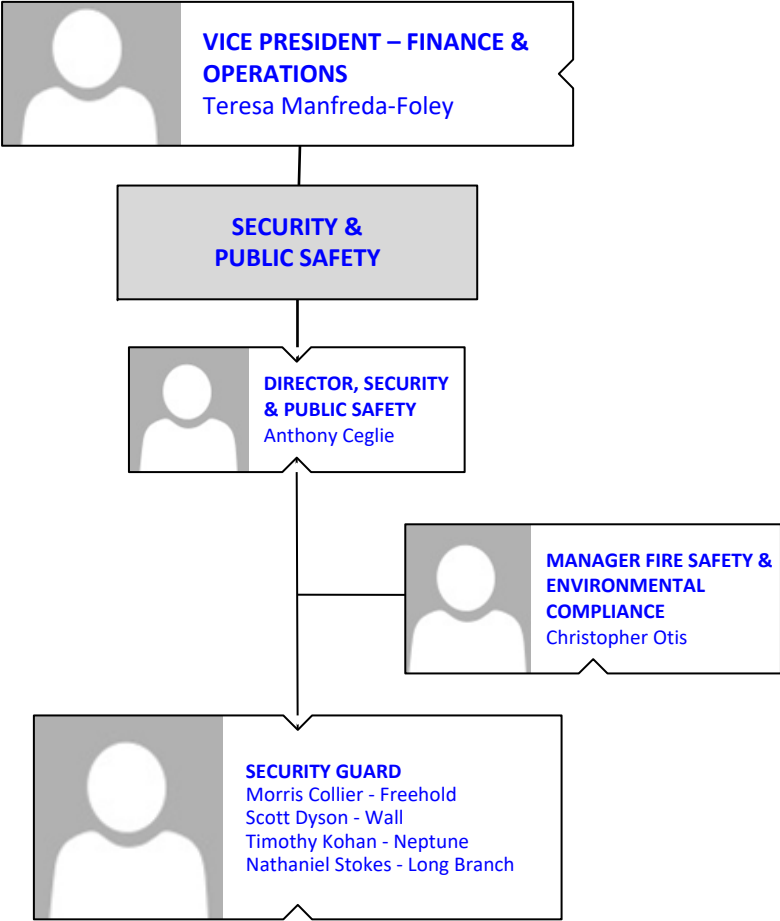 VICE PRESIDENT – FINANCE &
OPERATIONS
Teresa Manfreda-Foley
SECURITY &
PUBLIC SAFETY
DIRECTOR, SECURITY
& PUBLIC SAFETY
Anthony Ceglie
MANAGER FIRE SAFETY &
ENVIRONMENTAL
COMPLIANCE
Christopher Otis
SECURITY GUARD
Morris Collier - Freehold
Scott Dyson - Wall
Timothy Kohan - Neptune
Nathaniel Stokes - Long Branch